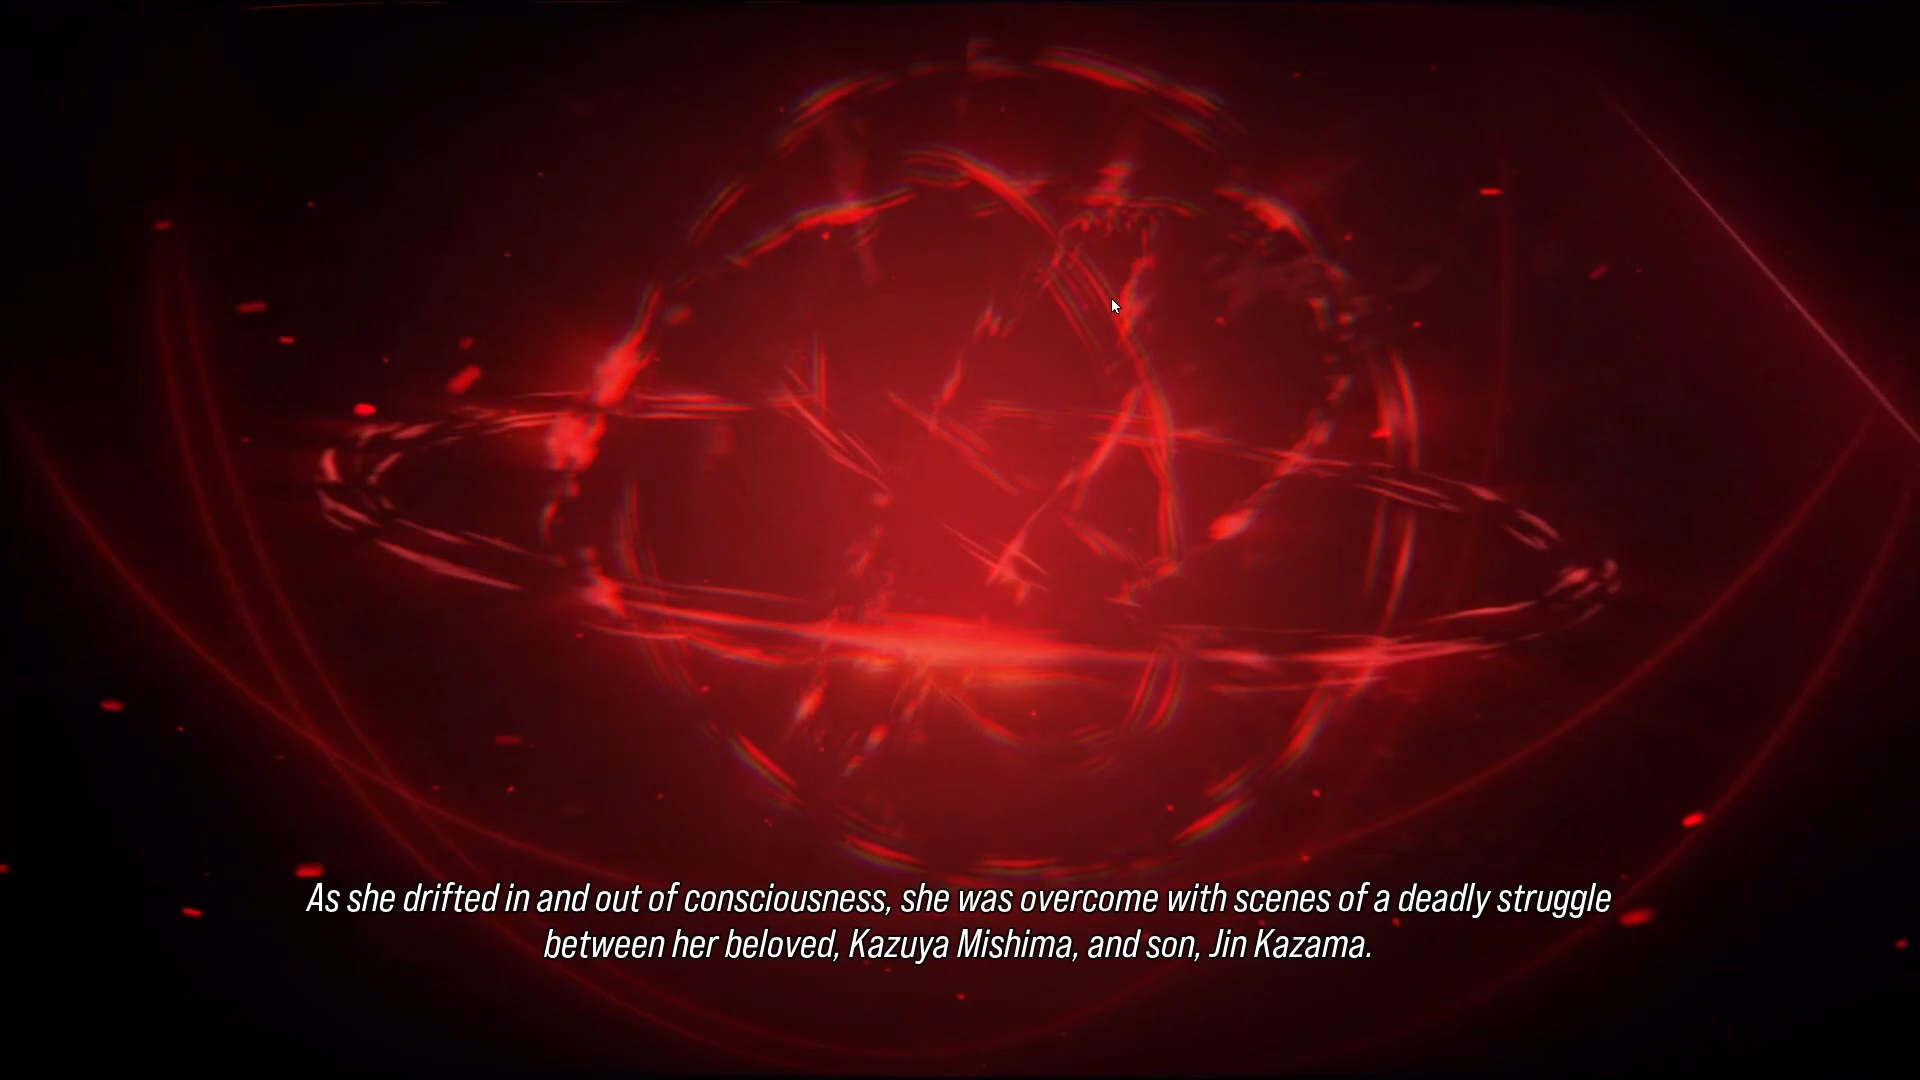 As she drifted in and out of consciousness, she was overcome with scenes of a deadly struggle
between her beloved, Kazuya Mishima, and son, Jin Kazama.